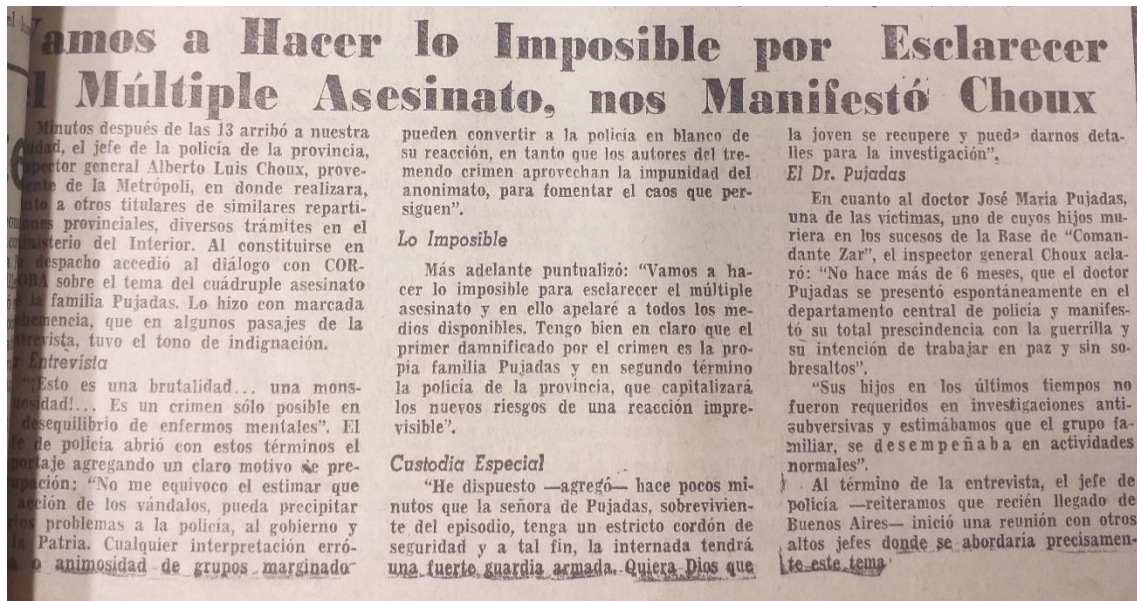 Vamos a Hacer lo Imposible por Esclarecer
l Múltiple Asesinato, nos Manifestó Choux
Minutos después de las 13 arribó a nuestra
dad, el jefe de la policía de la provincia,
pector general Alberto Luis Choux, prove-
ente de la Metrópoli, en donde realizara,
nto a otros titulares de similares reparti-
ones provinciales, diversos trámites en el
nisterio del Interior. Al constituirse en
despacho accedió al diálogo con COR-
OBA sobre el tema del cuádruple asesinato
la familia Pujadas. Lo hizo con marcada
hemencia, que en algunos pasajes de la
trevista, tuvo el tono de indignación.
Entrevista
"¡Esto es una brutalidad... una mons-
uosidad!... Es un crimen sólo posible en
desequilibrio de enfermos mentales". El
fe de policía abrió con estos términos el
portaje agregando un claro motivo de pre-
upación: "No me equivoco el estimar que
acción de los vándalos, pueda precipitar
problemas a la policía, al gobierno y
la Patria. Cualquier interpretación erró-
o animosidad de grupos marginado
pueden convertir a la policía en blanco de
su reacción, en tanto que los autores del tre-
mendo crimen aprovechan la impunidad del
anonimato, para fomentar el caos que per-
siguen".
Lo Imposible
Más adelante puntualizó: "Vamos a ha-
cer lo imposible para esclarecer el múltiple
asesinato y en ello apelaré a todos los me-
dios disponibles. Tengo bien en claro que el
primer damnificado por el crimen es la pro-
pia familia Pujadas y en segundo término
la policía de la provincia, que capitalizará
los nuevos riesgos de una reacción impre-
visible".
Custodia Especial
"He dispuesto —agregó— hace pocos mi-
nutos que la señora de Pujadas, sobrevivien-
te del episodio, tenga un estricto cordón de
seguridad y a tal fin, la internada tendrá
una fuerte guardia armada. Quiera Dios que
la joven se recupere y pueda darnos deta-
lles para la investigación".
El Dr. Pujadas
En cuanto al doctor José María Pujadas,
una de las víctimas, uno de cuyos hijos mu-
riera en los sucesos de la Base de "Coman-
dante Zar", el inspector general Choux acla-
ró: "No hace más de 6 meses, que el doctor
Pujadas se presentó espontáneamente en el
departamento central de policía y manifes-
tó su total prescindencia con la guerrilla y
su intención de trabajar en paz y sin so-
bresaltos".
"Sus hijos en los últimos tiempos no
fueron requeridos en investigaciones anti-
subversivas y estimábamos que el grupo fa-
miliar, se desempeñaba en actividades
normales".
Al término de la entrevista, el jefe de
policía —reiteramos que recién llegado de
Buenos Aires— inició una reunión con otros
altos jefes donde se abordaría precisamen-
te este tema